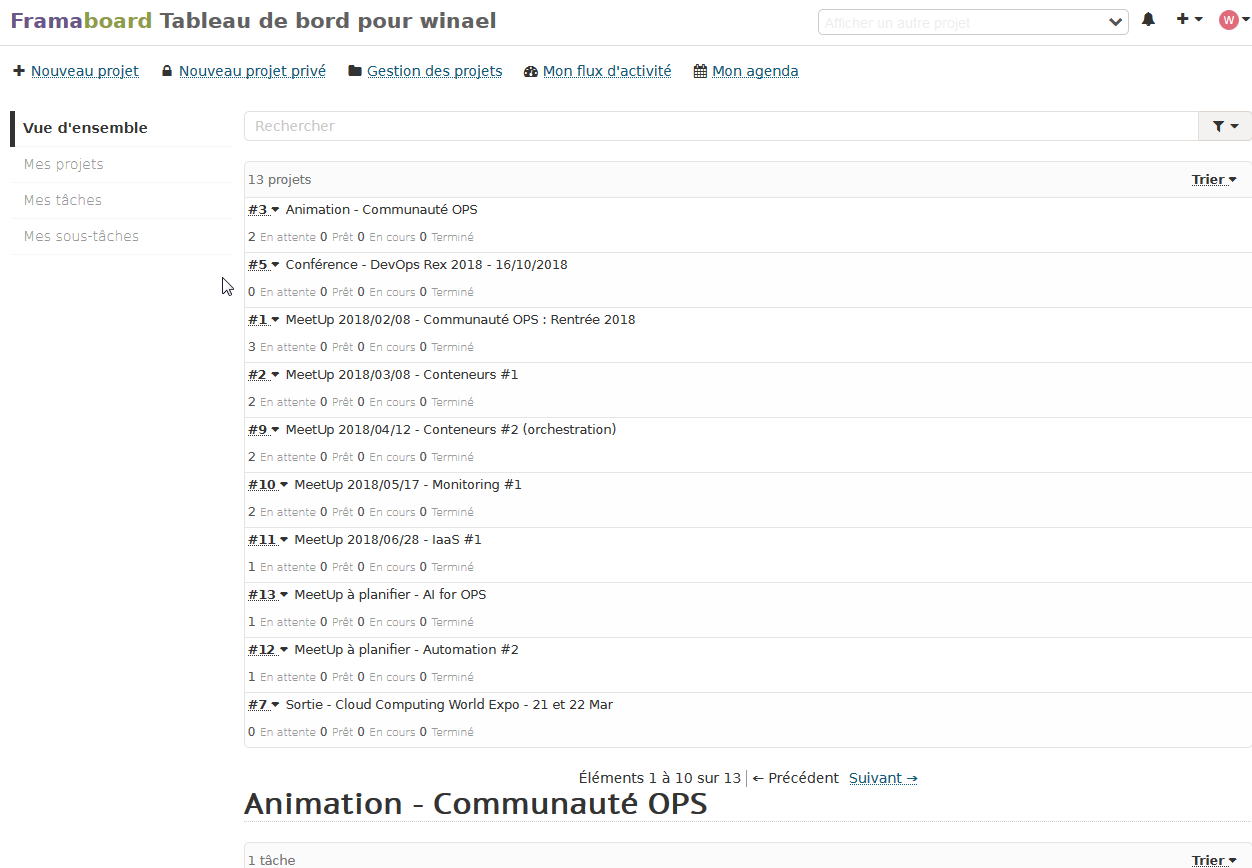 Framaboard Tableau de bord pour winael
Afficher un autre projet
W
Nouveau projet Nouveau projet privé Gestion des projets Mon flux d'activité Mon agenda
Vue d'ensemble
Mes projets
Mes tâches
Mes sous-tâches
Rechercher
13 projets Trier
#3 Animation - Communauté OPS
2 En attente 0 Prêt 0 En cours 0 Terminé
#5 Conférence - DevOps Rex 2018 - 16/10/2018
0 En attente 0 Prêt 0 En cours 0 Terminé
#1 MeetUp 2018/02/08 - Communauté OPS : Rentrée 2018
3 En attente 0 Prêt 0 En cours 0 Terminé
#2 MeetUp 2018/03/08 - Conteneurs #1
2 En attente 0 Prêt 0 En cours 0 Terminé
#9 MeetUp 2018/04/12 - Conteneurs #2 (orchestration)
2 En attente 0 Prêt 0 En cours 0 Terminé
#10 MeetUp 2018/05/17 - Monitoring #1
2 En attente 0 Prêt 0 En cours 0 Terminé
#11 MeetUp 2018/06/28 - IaaS #1
1 En attente 0 Prêt 0 En cours 0 Terminé
#13 MeetUp à planifier - AI for OPS
1 En attente 0 Prêt 0 En cours 0 Terminé
#12 MeetUp à planifier - Automation #2
1 En attente 0 Prêt 0 En cours 0 Terminé
#7 Sortie - Cloud Computing World Expo - 21 et 22 Mar
0 En attente 0 Prêt 0 En cours 0 Terminé
Éléments 1 à 10 sur 13 ← Précédent Suivant →
Animation - Communauté OPS
1 tâche Trier